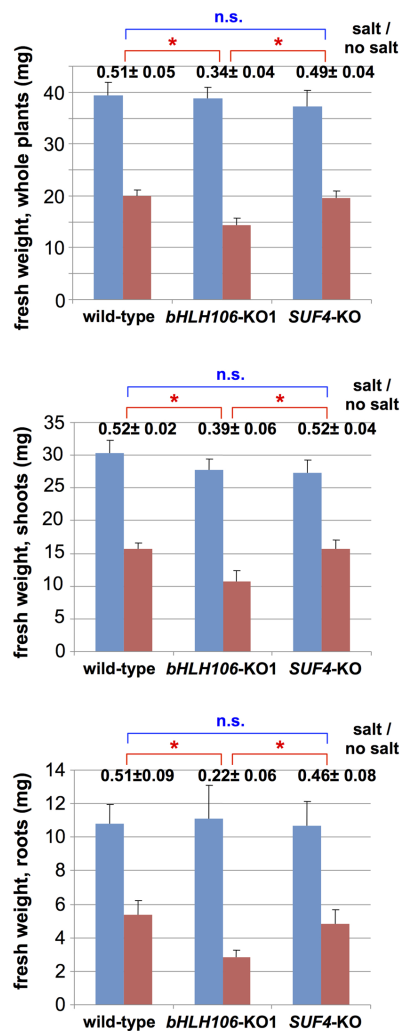 n.s.
salt /
no salt
* *
0.51± 0.05 0.34± 0.04 0.49± 0.04
fresh weight, whole plants (mg)
40
30
20
10
0
wild-type bHLH106-KO1 SUF4-KO
n.s.
salt /
no salt
* *
0.52± 0.02 0.39± 0.06 0.52± 0.04
fresh weight, shoots (mg)
35
30
25
20
15
10
5
0
wild-type bHLH106-KO1 SUF4-KO
n.s.
salt /
no salt
* *
0.51±0.09 0.22± 0.06 0.46± 0.08
fresh weight, roots (mg)
14
12
10
8
6
4
2
0
wild-type bHLH106-KO1 SUF4-KO